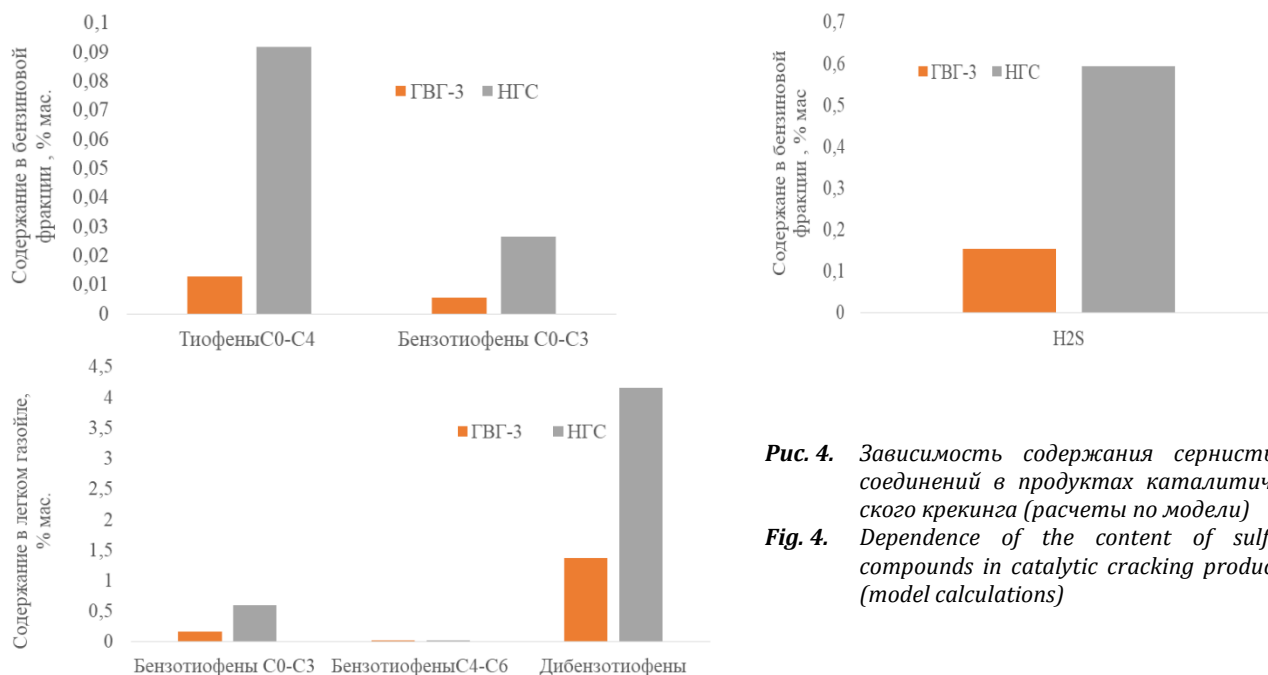 Содержание в бензиновой
фракции , % мас.
0,1
0,09
0,08
0,07
0,06
0,05
0,04
0,03
0,02
0,01
0
ГВГ-3 НГС
ТиофеныС0-С4 Бензотиофены С0-С3
Содержане в бензиновой
фракции , % мас
0,7
0,6
0,5
0,4
0,3
0,2
0,1
0
ГВГ-3 НГС
H2S
Содержание в легком газойле,
% мас.
4,5
4
3,5
3
2,5
2
1,5
1
0,5
0
ГВГ-3 НГС
Бензотиофены С0-С3 БензотиофеныС4-С6 Дибензотиофены
Рис. 4. Зависимость содержания сернисты
соединений в продуктах каталитич
ского крекинга (расчеты по модели)
Fig. 4. Dependence of the content of sulf
compounds in catalytic cracking produc
(model calculations)